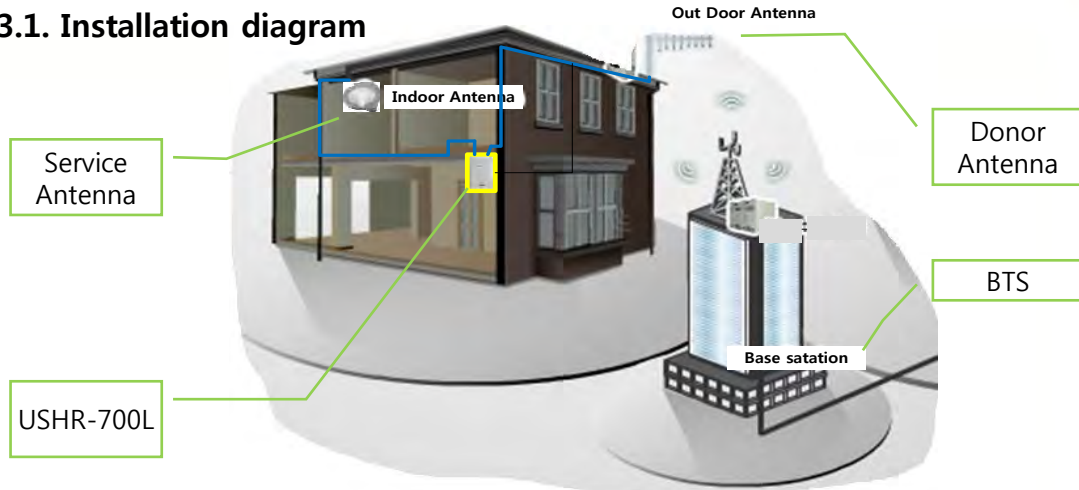 3.1. Installation diagram
Out Door Antenna
Indoor Antenna
Service
Antenna
Donor
Antenna
BTS
Base satation
USHR-700L